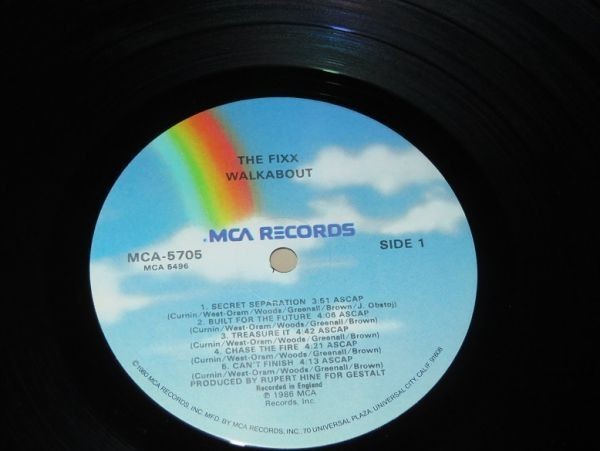 THE FIXX
WALKABOUT
MCA RECORDS
MCA-5705
MCA 5496
SIDE 1
1. SECRET SEPARATION 3:51 ASCAP
(Curnin/West-Oram/Woods/Greenall/Brown/J. Obstoj)
2. BUILT FOR THE FUTURE 4:06 ASCAP
(Curnin/West-Oram/Woods/Greenall/Brown)
3. TREASURE IT 4:42 ASCAP
(Curnin/West-Oram/Woods/Greenall/Brown)
4. CHASE THE FIRE 4:21 ASCAP
(Curnin/West-Oram/Woods/Greenall/Brown)
5. CAN'T FINISH 4:13 ASCAP
(Curnin/West-Oram/Woods/Greenall/Brown)
PRODUCED BY RUPERT HINE FOR GESTALT
Recorded in England
℗ 1986 MCA
Records, Inc.
©1980 MCA RECORDS, INC. MFD. BY MCA RECORDS, INC., 70 UNIVERSAL PLAZA, UNIVERSAL CITY, CALIF. 91608